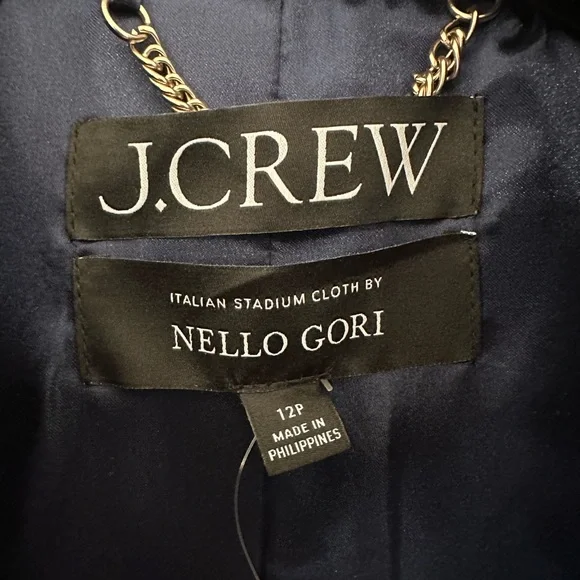 J.CREW
ITALIAN STADIUM CLOTH BY
NELLO GORI
12P
MADE IN
PHILIPPINES